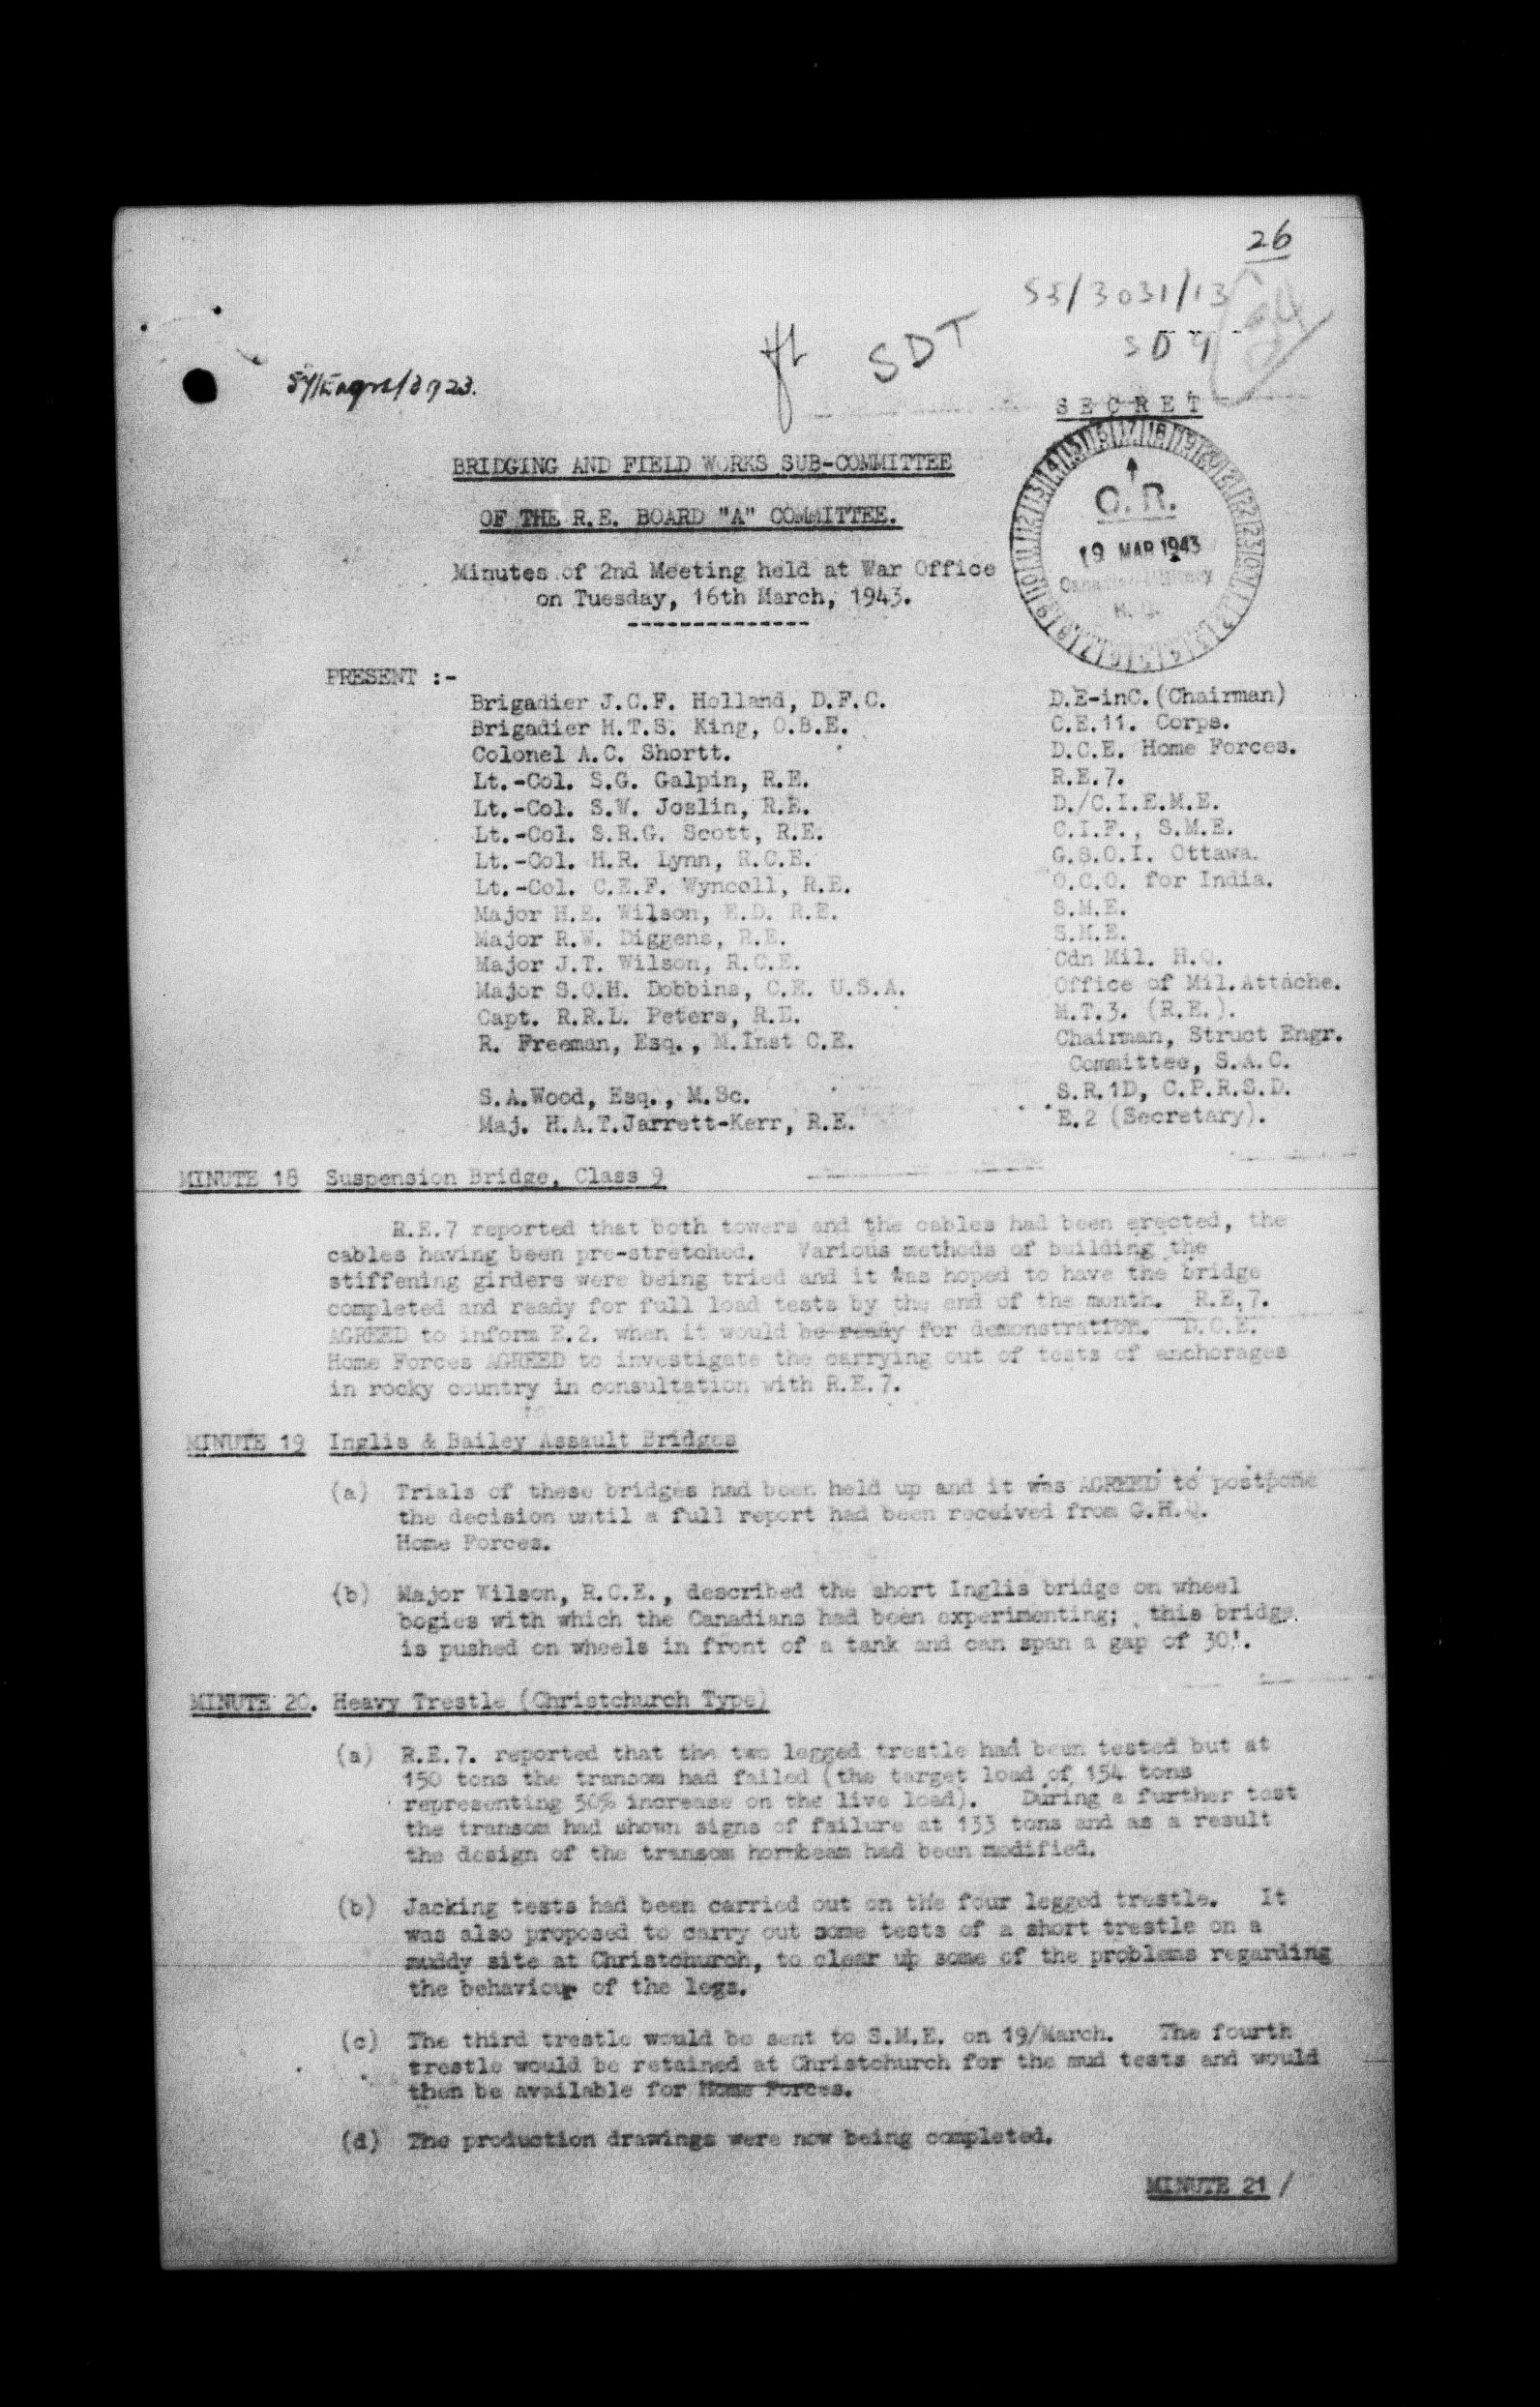 26
SDT
SECRET
BRIDGING AND FIELD WORKS SUB-COMMITTEE
OF THE R.E. BOARD "A" COMMITTEE.
C.R.
19 MAR 1943
Minutes of 2nd Meeting held at War Office
on Tuesday, 16th March, 1943.
PRESENT :-
Brigadier J.C.F. Holland, D.F.C. D.E-inC.(Chairman)
Brigadier H.T.S. King, O.B.E. C.E.11. Corps.
Colonel A.C. Shortt. D.C.E. Home Forces.
Lt.-Col. S.G. Galpin, R.E. R.E.7.
Lt.-Col. S.W. Joslin, R.E. D./C.I.E.M.E.
Lt.-Col. S.R.G. Scott, R.E. C.I.F., S.M.E.
Lt.-Col. H.R. Lynn, R.C.E. G.S.O.I. Ottawa.
Lt.-Col. C.E.F. Wyncoll, R.E. O.C.O. for India.
Major H.E. Wilson, E.D. R.E. S.M.E.
Major R.W. Diggens, R.E. S.M.E.
Major J.T. Wilson, R.C.E. Cdn Mil. H.Q.
Major S.O.H. Dobbins, C.E. U.S.A. Office of Mil.Attache.
Capt. R.R.L. Peters, R.E. M.T.3. (R.E.).
R. Freeman, Esq., M.Inst C.E. Chairman, Struct Engr.
Committee, S.A.C.
S.A.Wood, Esq., M.Sc. S.R.1D, C.P.R.S.D.
Maj. H.A.T.Jarrett-Kerr, R.E. E.2 (Secretary).
MINUTE 18 Suspension Bridge, Class 9
R.E.7 reported that both towers and the cables had been erected, the
cables having been pre-stretched. Various methods of building the
stiffening girders were being tried and it was hoped to have the bridge
completed and ready for full load tests by the end of the month. R.E.7.
AGREED to inform E.2. when it would be ready for demonstration. D.C.E.
Home Forces AGREED to investigate the carrying out of tests of anchorages
in rocky country in consultation with R.E.7.
MINUTE 19 Inglis & Bailey Assault Bridges
(a) Trials of these bridges had been held up and it was AGREED to postpone
the decision until a full report had been received from G.H.Q.
Home Forces.
(b) Major Wilson, R.C.E., described the short Inglis bridge on wheel
bogies with which the Canadians had been experimenting; this bridge
is pushed on wheels in front of a tank and can span a gap of 30'.
MINUTE 20. Heavy Trestle (Christchurch Type)
(a) R.E.7. reported that the two legged trestle had been tested but at
150 tons the transom had failed (the target load of 154 tons
representing 50% increase on the live load). During a further test
the transom had shown signs of failure at 133 tons and as a result
the design of the transom hornbeam had been modified.
(b) Jacking tests had been carried out on the four legged trestle. It
was also proposed to carry out some tests of a short trestle on a
muddy site at Christchurch, to clear up some of the problems regarding
the behaviour of the legs.
(c) The third trestle would be sent to S.M.E. on 19/March. The fourth
trestle would be retained at Christchurch for the mud tests and would
then be available for Home Forces.
(d) The production drawings were now being completed.
MINUTE 21 /